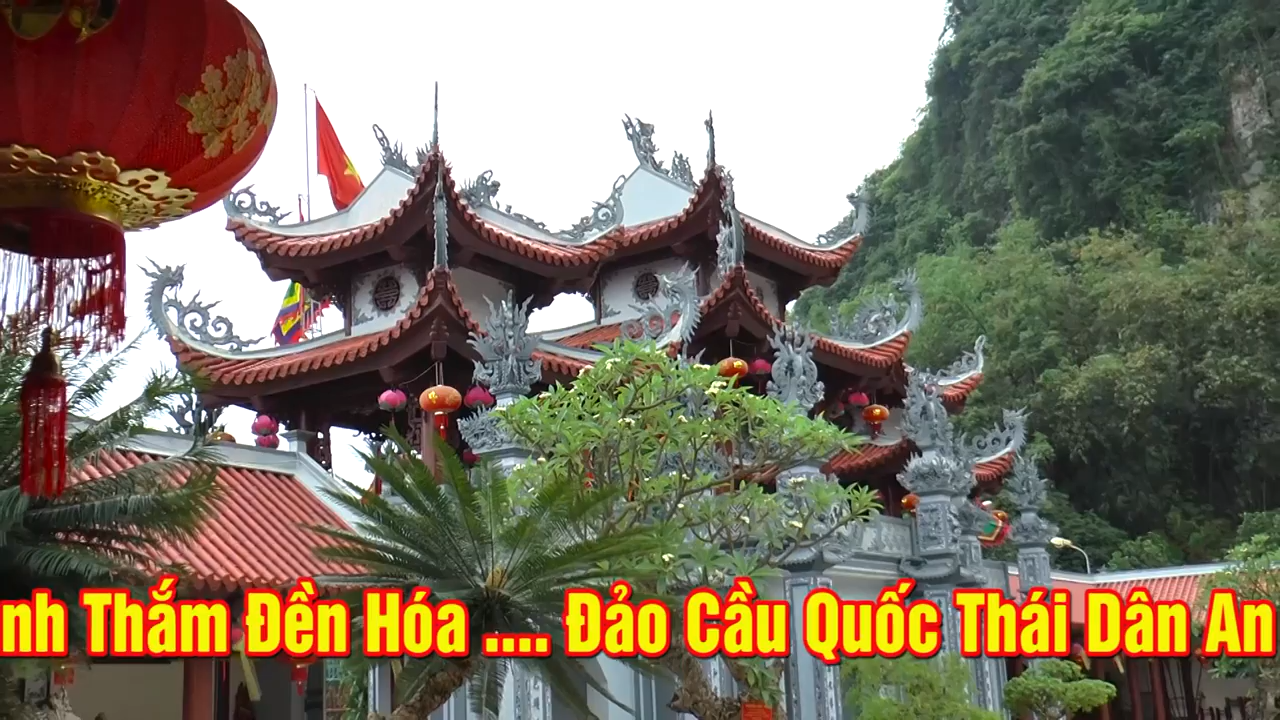 nh Thắm Đền Hóa .... Đảo Cầu Quốc Thái Dân An